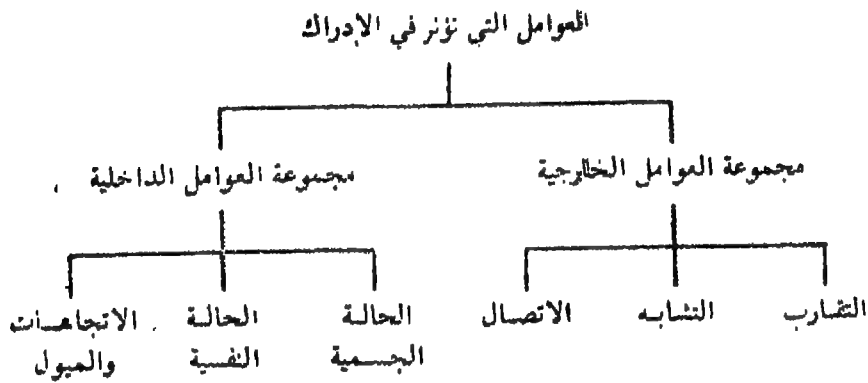 العوامل التي تؤثر في الإدراك
مجموعة العوامل الخارجية
مجموعة العوامل الداخلية
التقارب
التشابه
الاتصال
الحالة
الجسمية
الحالة
النفسية
الاتجاهات
والميول